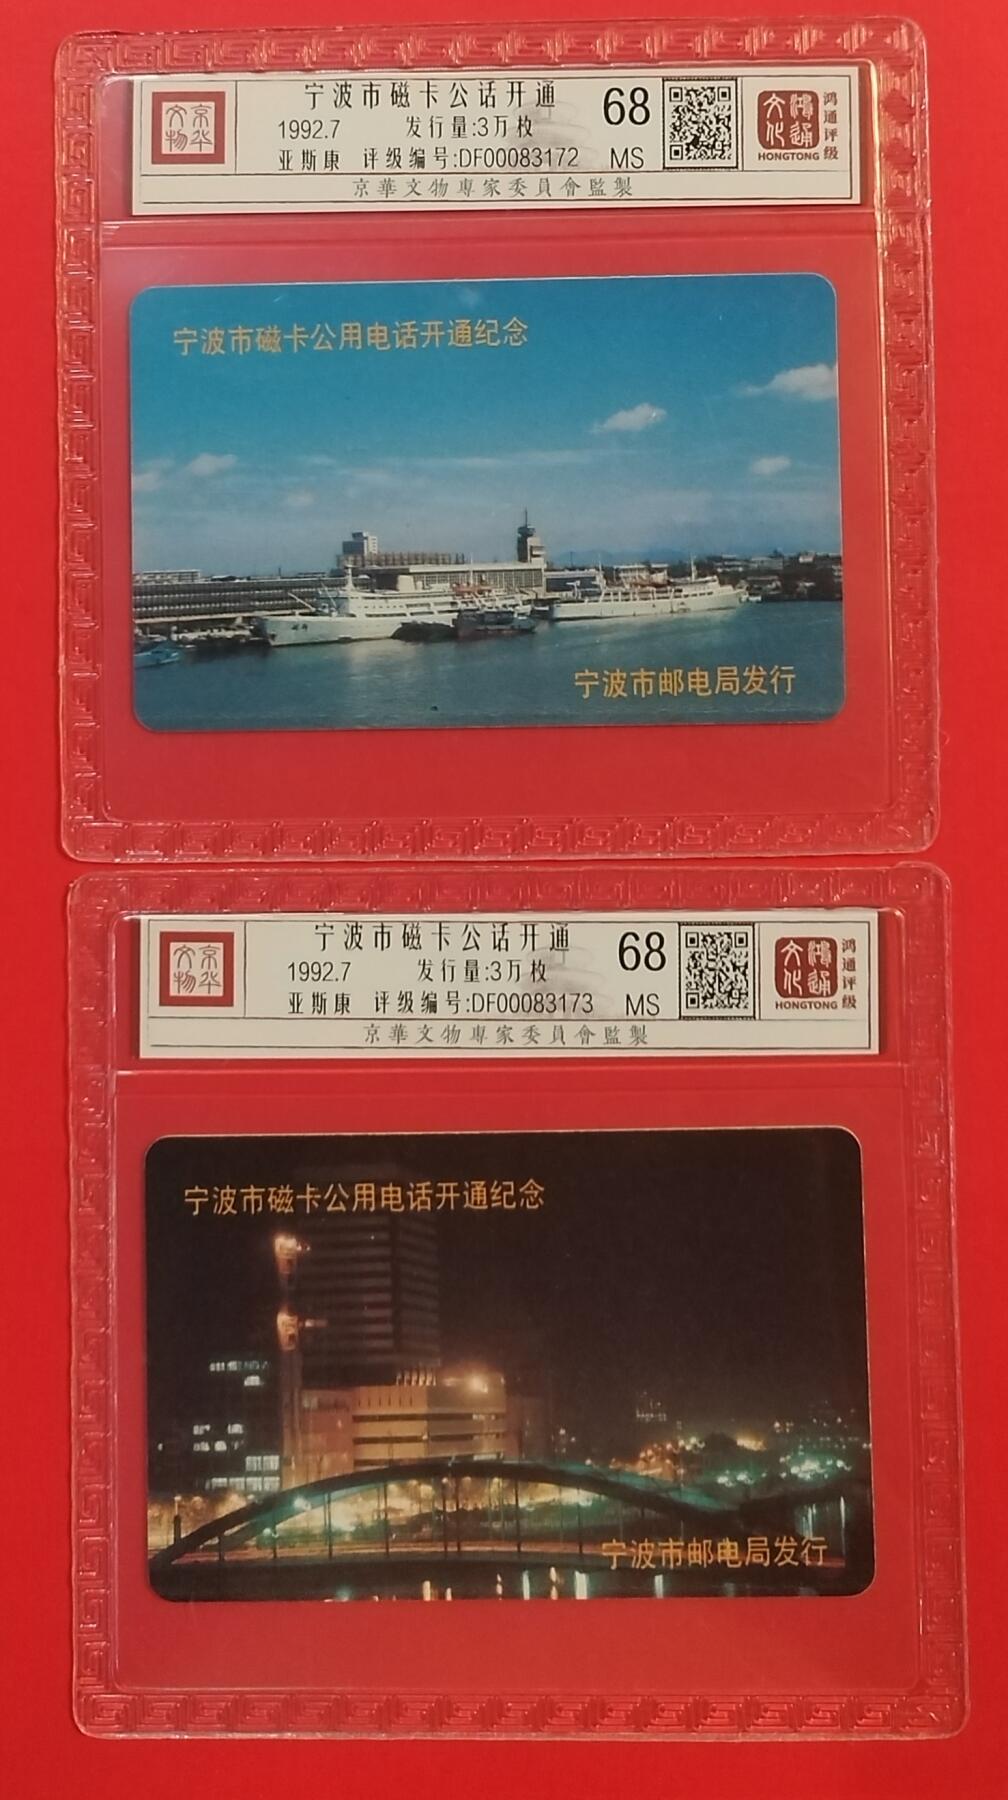 宁波市磁卡公话开通
1992.7 发行量:3万枚
亚斯康 评级编号:DF00083172
68
MS
京華文物專家委員會監製
京华文物
鸿通文化
HONGTONG
鸿通评级
宁波市磁卡公用电话开通纪念
宁波市邮电局发行
宁波市磁卡公话开通
1992.7 发行量:3万枚
亚斯康 评级编号:DF00083173
68
MS
京華文物專家委員會監製
京华文物
鸿通文化
HONGTONG
鸿通评级
宁波市磁卡公用电话开通纪念
宁波市邮电局发行